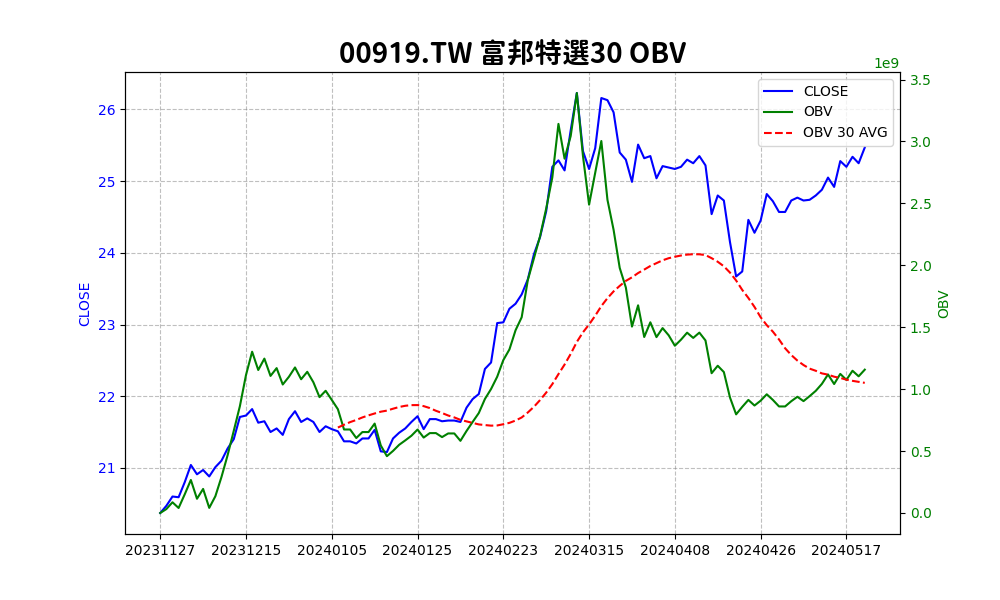 00919.TW 富邦特選30 OBV
1e9
CLOSE
OBV
OBV 30 AVG
26
25
24
23
22
21
CLOSE
3.5
3.0
2.5
2.0
1.5
1.0
0.5
0.0
OBV
20231127 20231215 20240105 20240125 20240223 20240315 20240408 20240426 20240517